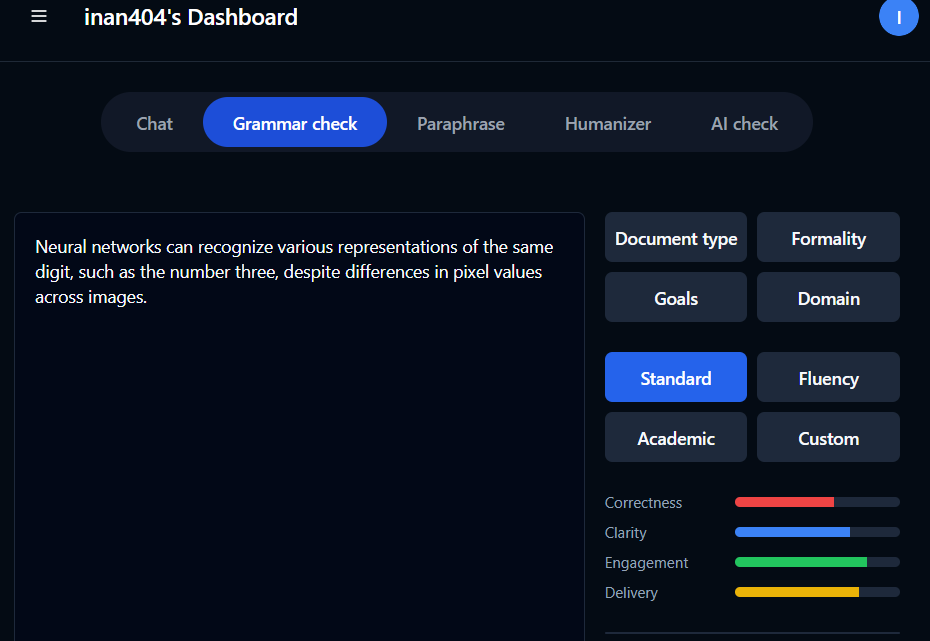 inan404's Dashboard
I
Chat Grammar check Paraphrase Humanizer AI check
Neural networks can recognize various representations of the same
digit, such as the number three, despite differences in pixel values
across images.
Document type Formality
Goals Domain
Standard Fluency
Academic Custom
Correctness
Clarity
Engagement
Delivery